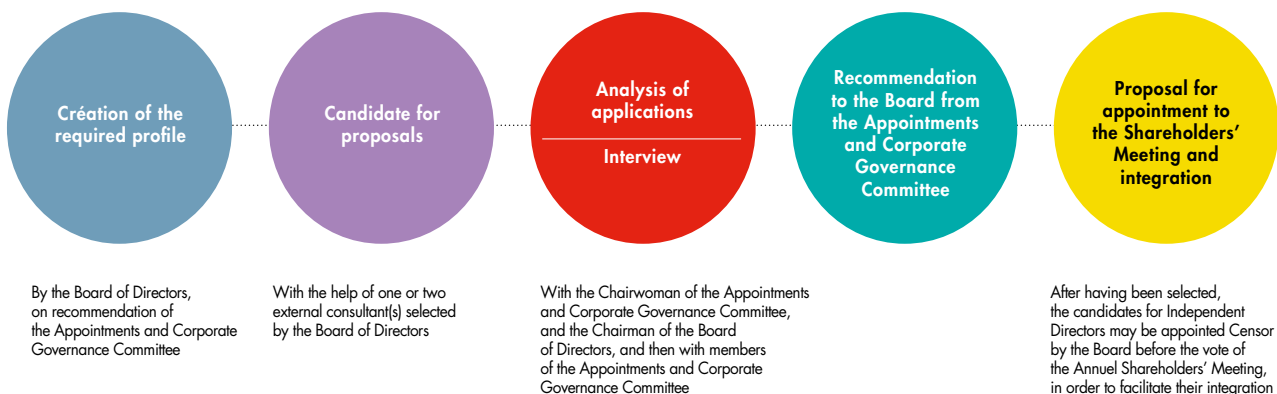 Création of the
required profile
Candidate for
proposals
Analysis of
applications
Interview
Recommendation
to the Board from
the Appointments
and Corporate
Governance
Committee
Proposal for
appointment to
the Shareholders’
Meeting and
integration
By the Board of Directors,
on recommendation of
the Appointments and Corporate
Governance Committee
With the help of one or two
external consultant(s) selected
by the Board of Directors
With the Chairwoman of the Appointments
and Corporate Governance Committee,
and the Chairman of the Board
of Directors, and then with members
of the Appointments and Corporate
Governance Committee
After having been selected,
the candidates for Independent
Directors may be appointed Censor
by the Board before the vote of
the Annuel Shareholders’ Meeting,
in order to facilitate their integration